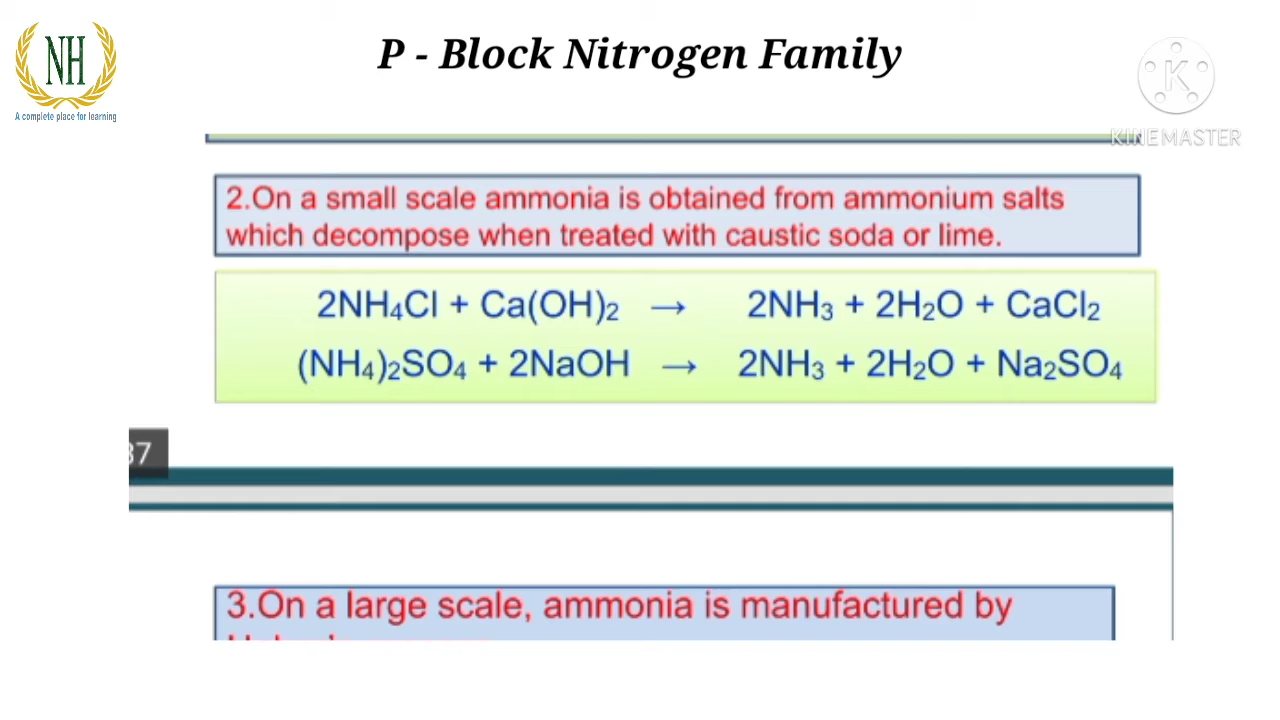 NH
A complete place for learning
P - Block Nitrogen Family
K
KINEMASTER
2.On a small scale ammonia is obtained from ammonium salts
which decompose when treated with caustic soda or lime.
2NH₄Cl + Ca(OH)₂ → 2NH₃ + 2H₂O + CaCl₂
(NH₄)₂SO₄ + 2NaOH → 2NH₃ + 2H₂O + Na₂SO₄
37
3.On a large scale, ammonia is manufactured by